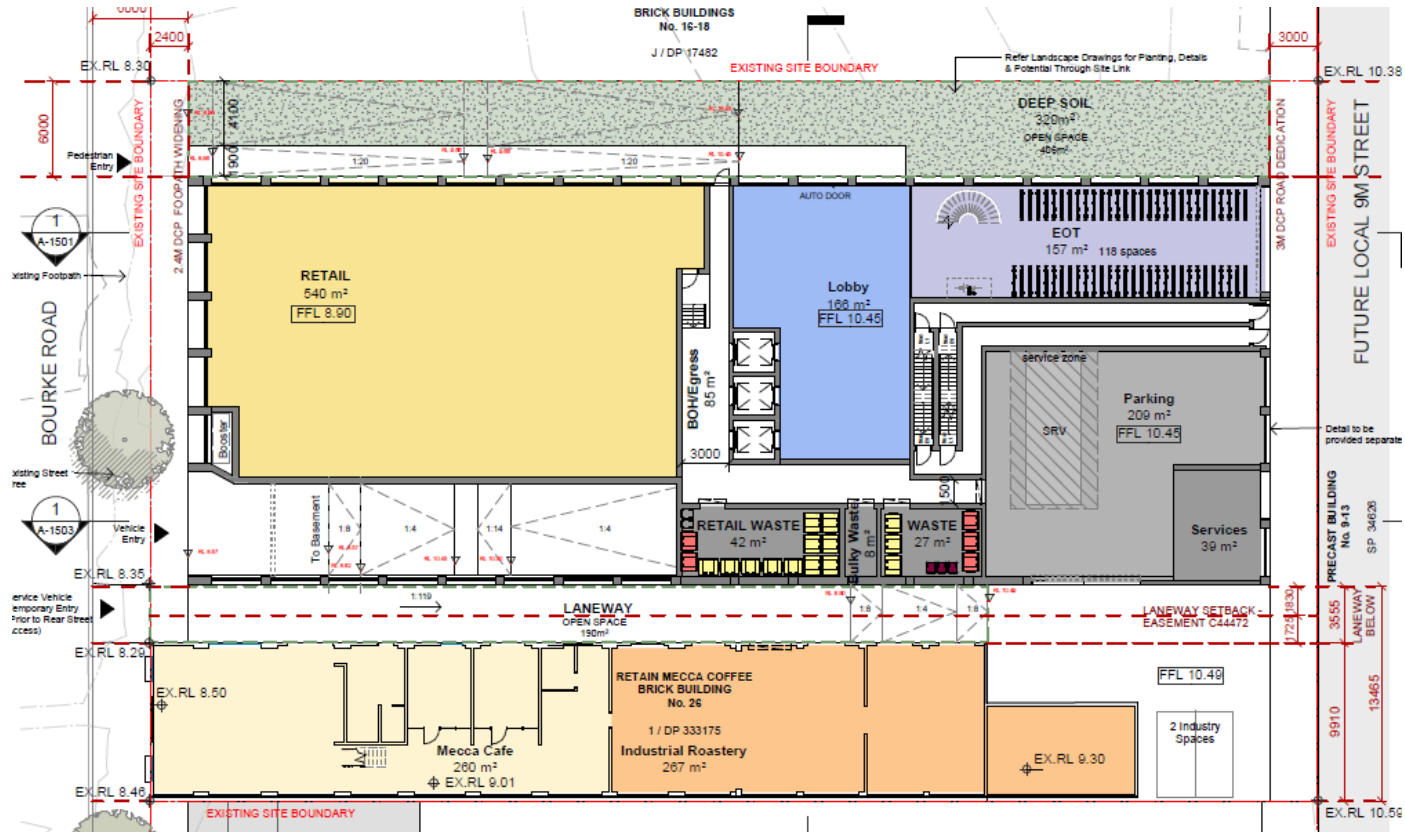 6000
2400
BRICK BUILDINGS
No. 16-18
J / DP 17482
3000
EX.RL 8.30
EXISTING SITE BOUNDARY
Refer Landscape Drawings for Planting, Details
& Potential Through Site Link
EX.RL 10.38
6000
4100
1900
EXISTING SITE BOUNDARY
2.4M DCP FOOPATH WIDENING
DEEP SOIL
320m²
OPEN SPACE
406m²
3M DCP ROAD DEDICATION
EXISTING SITE BOUNDARY
FUTURE LOCAL 9M STREET
Pedestrian
Entry
1:20
1:20
1
A-1501
xisting Footpath
BOURKE ROAD
RETAIL
540 m²
FFL 8.90
AUTO DOOR
Lobby
166 m²
FFL 10.45
EOT
157 m² 118 spaces
BOH/Egress
85 m²
3000
service zone
SRV
Parking
209 m²
FFL 10.45
Detail to be
provided separate
Booster
xisting Street
ree
1
A-1503
Vehicle
Entry
To Basement
1:8
1:4
1:14
1:4
1500
RETAIL WASTE
42 m²
Bulky Waste
8 m²
WASTE
27 m²
Services
39 m²
PRECAST BUILDING
No. 9-13
SP 34626
EX.RL 8.35
ervice Vehicle
emporary Entry
Prior to Rear Street
ccess)
1:119
LANEWAY
OPEN SPACE
190m²
1:8
1:4
1:8
LANEWAY SETBACK -
EASEMENT C44472
1830
1725
3555
LANEWAY
BELOW
EX.RL 8.29
EX.RL 8.50
RETAIN MECCA COFFEE
BRICK BUILDING
No. 26
1 / DP 333175
Industrial Roastery
267 m²
Mecca Cafe
260 m²
EX.RL 9.01
FFL 10.49
2 Industry
Spaces
EX.RL 9.30
9910
13465
EX.RL 8.46
EXISTING SITE BOUNDARY
EX.RL 10.59